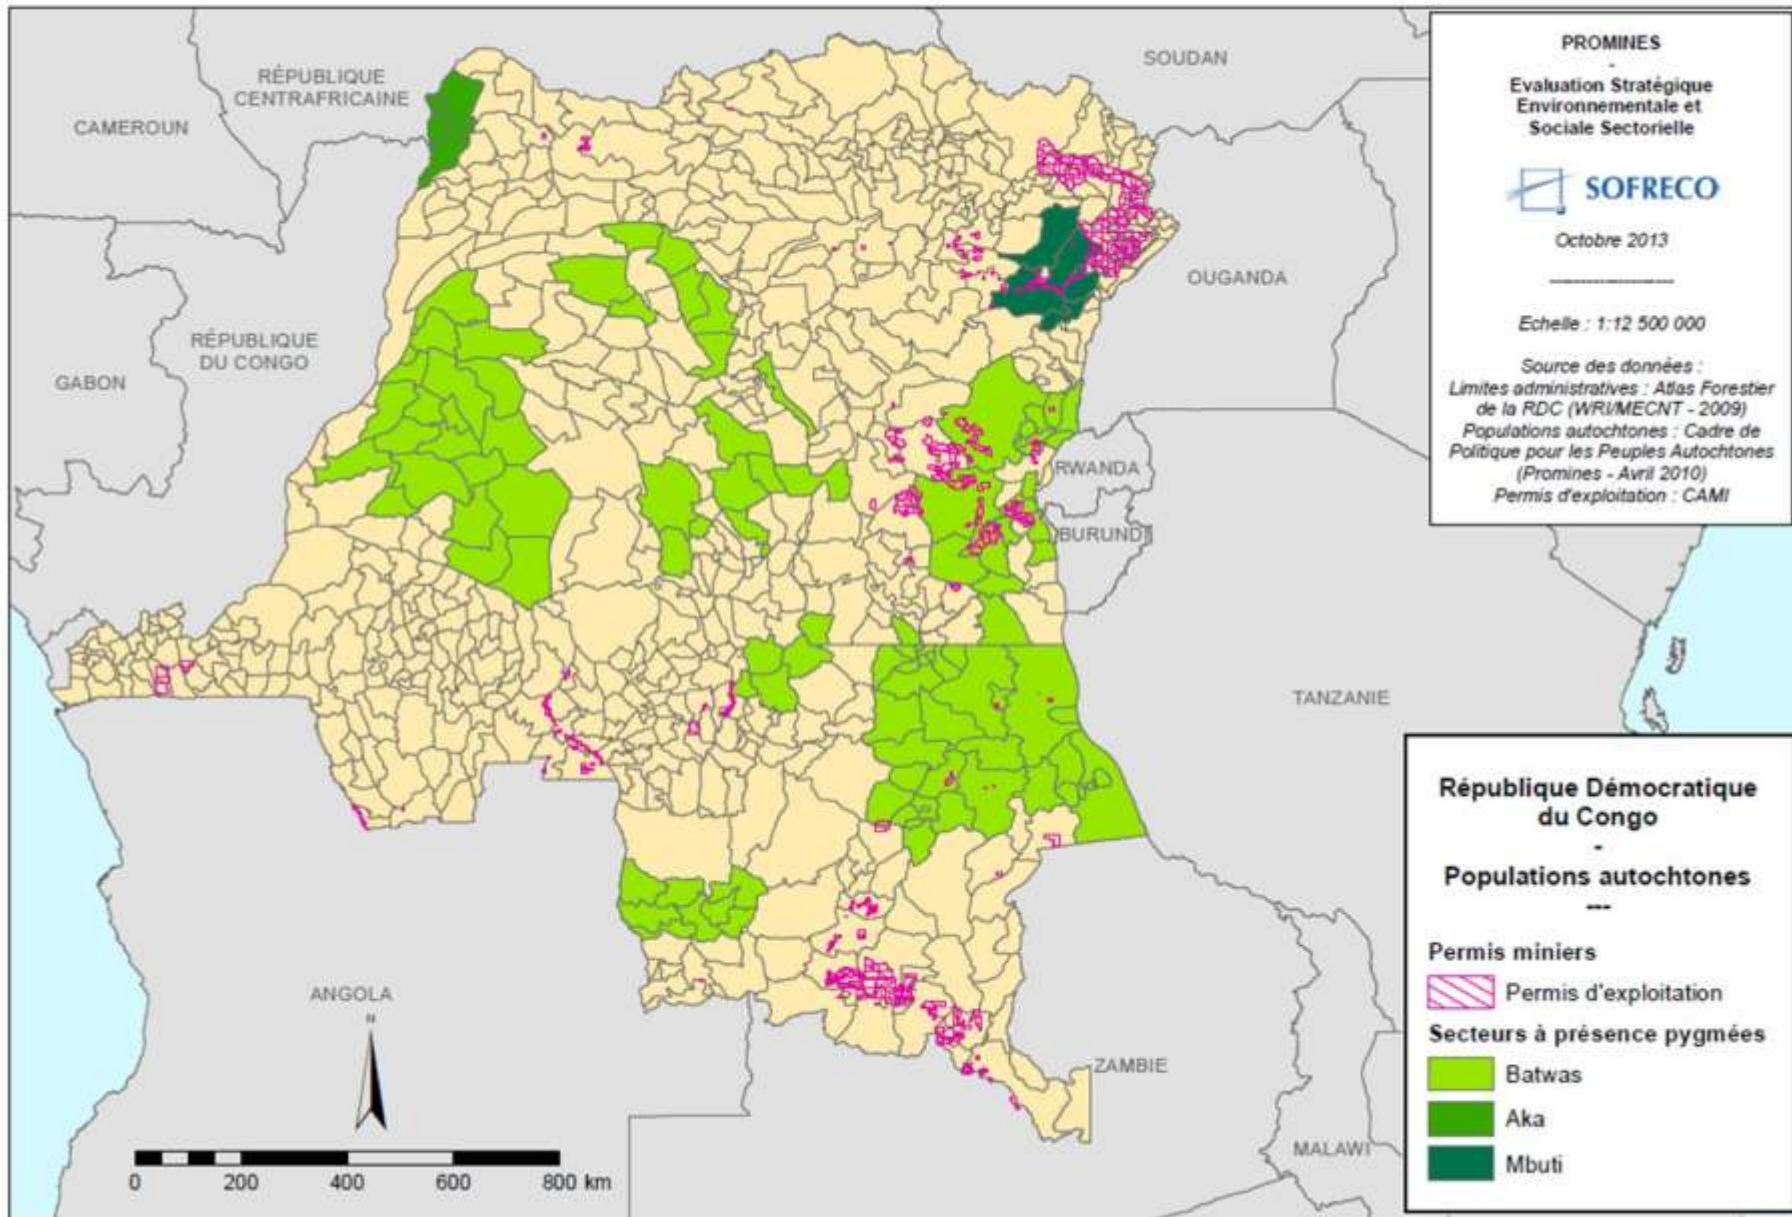 PROMINES
-
Evaluation Stratégique
Environnementale et
Sociale Sectorielle
SOFRECO
Octobre 2013
--------------------
Echelle : 1:12 500 000
Source des données :
Limites administratives : Atlas Forestier
de la RDC (WRI/MECNT - 2009)
Populations autochtones : Cadre de
Politique pour les Peuples Autochtones
(Promines - Avril 2010)
Permis d'exploitation : CAMI
SOUDAN
RÉPUBLIQUE
CENTRAFRICAINE
CAMEROUN
OUGANDA
RÉPUBLIQUE
DU CONGO
GABON
RWANDA
BURUNDI
TANZANIE
ANGOLA
ZAMBIE
MALAWI
N
0 200 400 600 800 km
République Démocratique
du Congo
-
Populations autochtones
---
Permis miniers
Permis d'exploitation
Secteurs à présence pygmées
Batwas
Aka
Mbuti